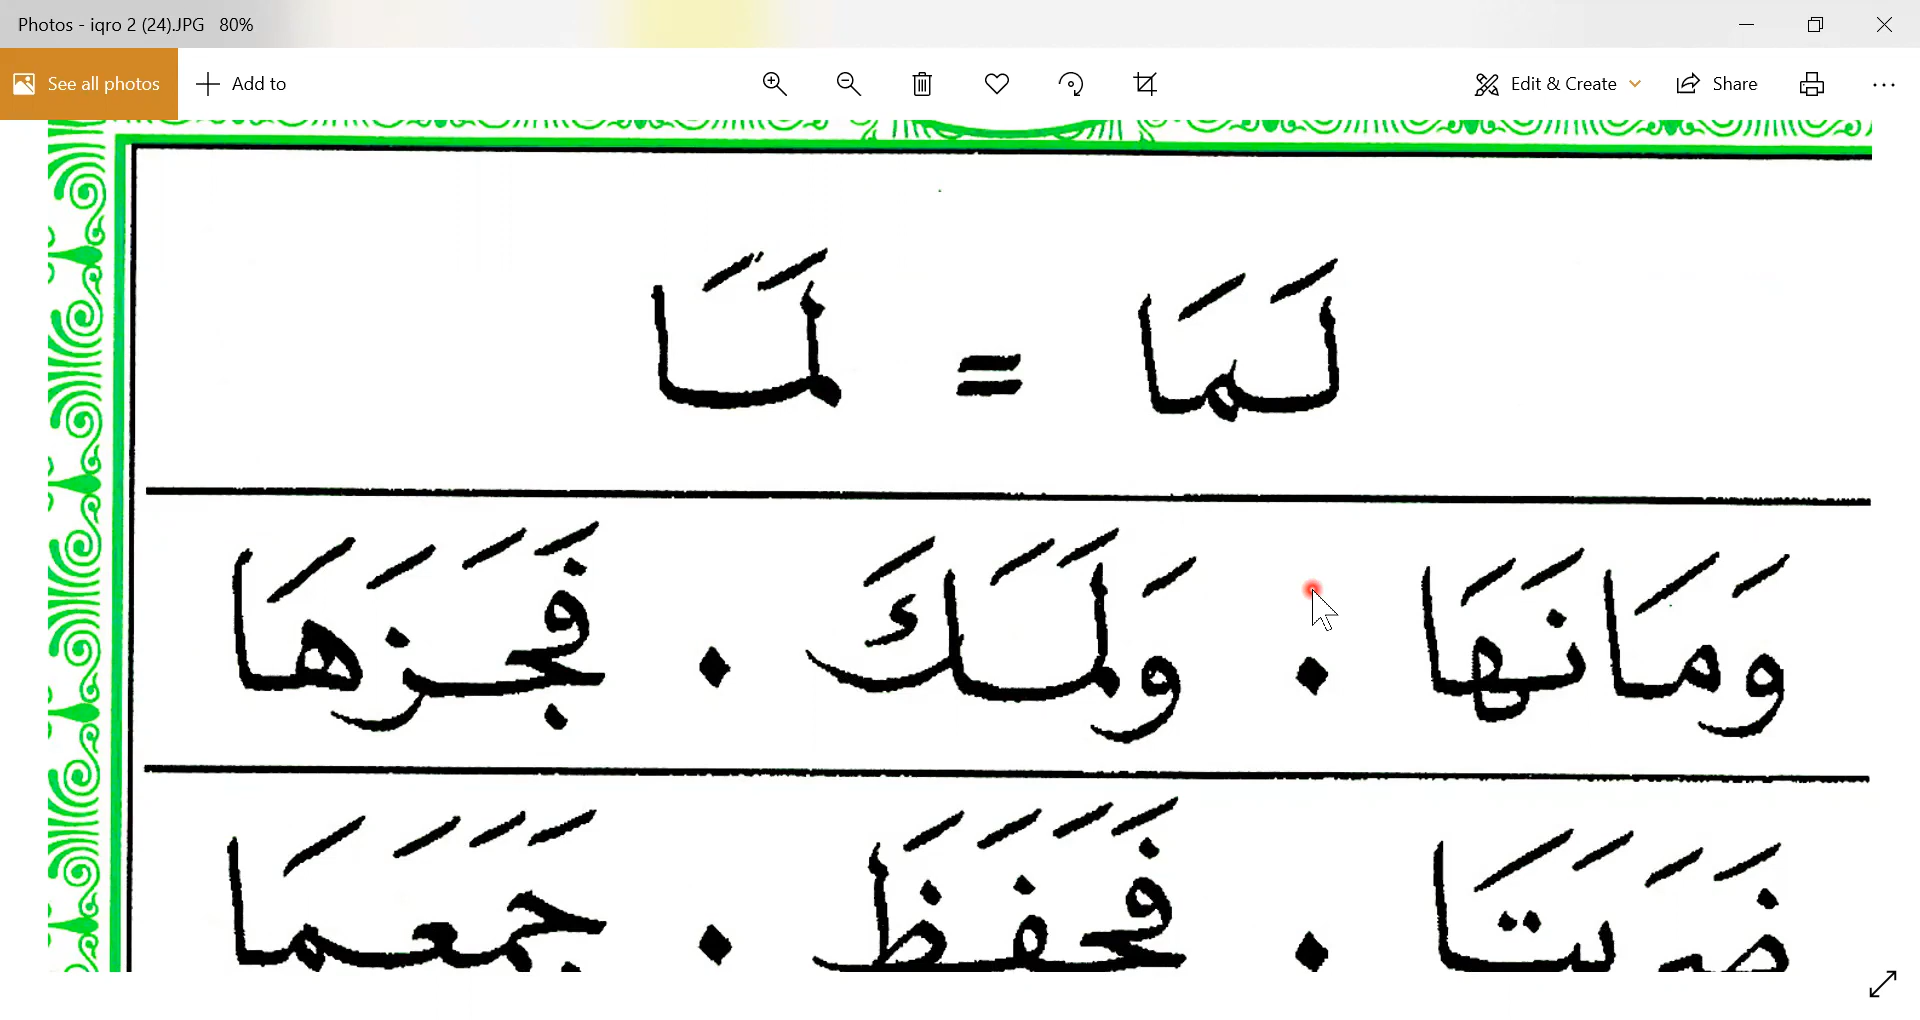 Photos - iqro 2 (24).JPG 80%
See all photos
Add to
Edit & Create
Share
لَمَا = لَمَا
وَمَانَهَا . وَلَمَلَكَ . فَجَزَهَا
ضَرَبَتَا . فَحَفَظَ . جَمَعَمَا